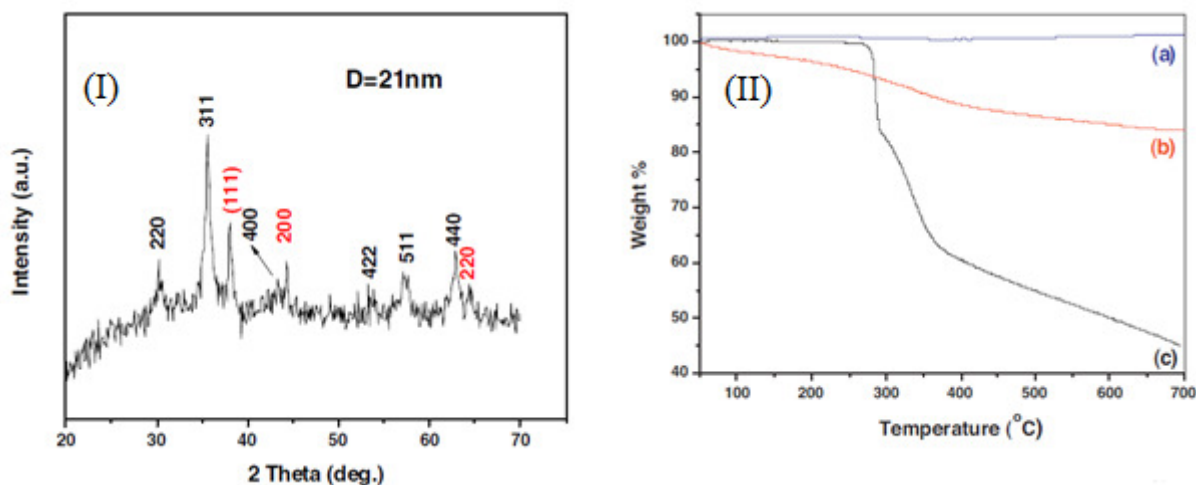 (I)
D=21nm
220
311
(111)
400
200
422
511
440
220
Intensity (a.u.)
20 30 40 50 60 70
2 Theta (deg.)
(II)
(a)
(b)
(c)
Weight %
100
90
80
70
60
50
40
100 200 300 400 500 600 700
Temperature (°C)